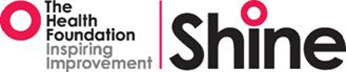 The
Health
Foundation
Inspiring
Improvement
Shine